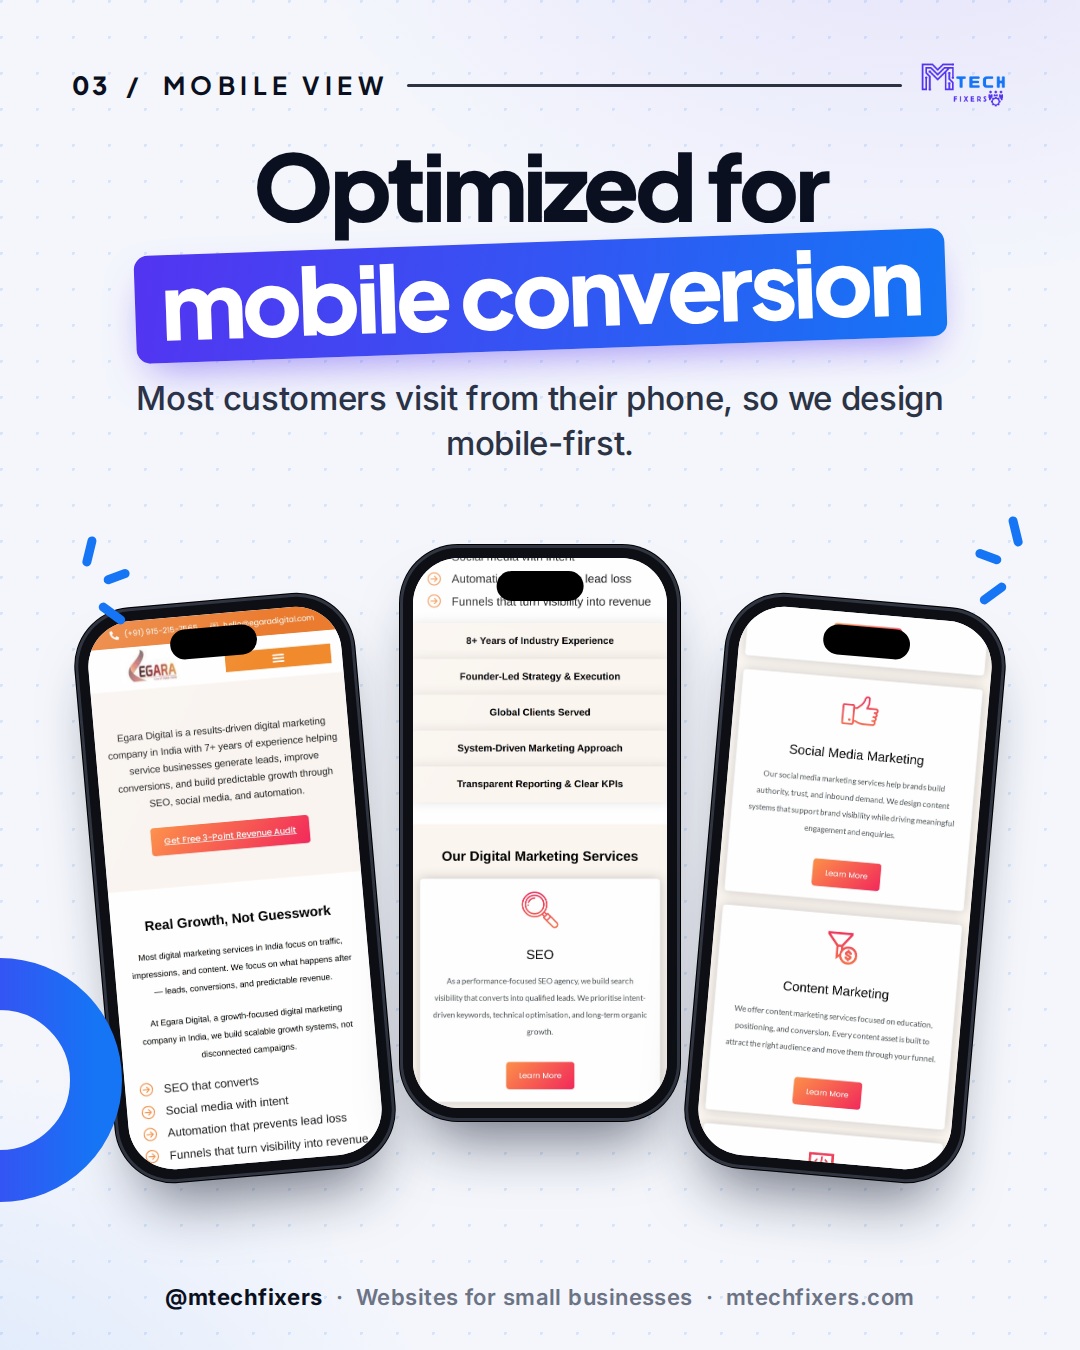 03 / MOBILE VIEW
MTECH
FIXERS
Optimized for
mobile conversion
Most customers visit from their phone, so we design
mobile-first.
(+91) 915-215-
egaradigital.com
EGARA
Egara Digital is a results-driven digital marketing
company in India with 7+ years of experience helping
service businesses generate leads, improve
conversions, and build predictable growth through
SEO, social media, and automation.
Get Free 3-Point Revenue Audit
Real Growth, Not Guesswork
Most digital marketing services in India focus on traffic,
impressions, and content. We focus on what happens after
— leads, conversions, and predictable revenue.
At Egara Digital, a growth-focused digital marketing
company in India, we build scalable growth systems, not
disconnected campaigns.
SEO that converts
Social media with intent
Automation that prevents lead loss
Funnels that turn visibility into revenue
Social media with intent
lead loss
Funnels that turn visibility into revenue
8+ Years of Industry Experience
Founder-Led Strategy & Execution
Global Clients Served
System-Driven Marketing Approach
Transparent Reporting & Clear KPIs
Our Digital Marketing Services
SEO
As a performance-focused SEO agency, we build search
visibility that converts into qualified leads. We prioritise intent-
driven keywords, technical optimisation, and long-term organic
growth.
Learn More
Social Media Marketing
Our social media marketing services help brands build
authority, trust, and inbound demand. We design content
systems that support brand visibility while driving meaningful
engagement and enquiries.
Learn More
Content Marketing
We offer content marketing services focused on education,
positioning, and conversion. Every content asset is built to
attract the right audience and move them through your funnel.
Learn More
@mtechfixers · Websites for small businesses · mtechfixers.com